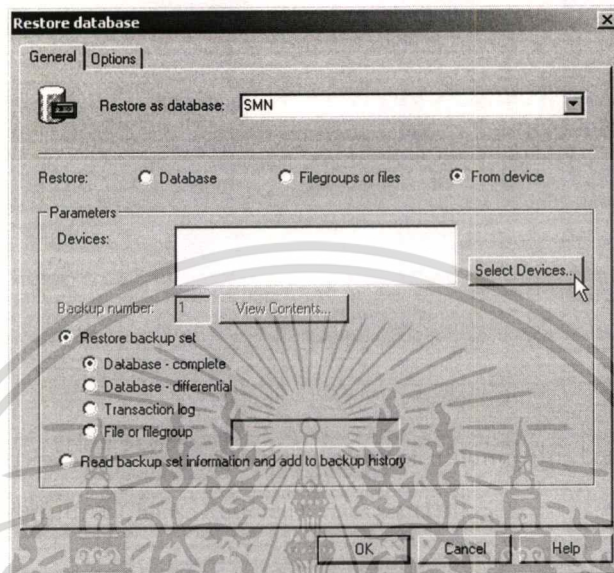 Restore database
General Options
Restore as database: SMN
Restore: Database Filegroups or files From device
Parameters
Devices:
Select Devices...
Backup number: 1 View Contents...
Restore backup set
Database - complete
Database - differential
Transaction log
File or filegroup
Read backup set information and add to backup history
OK Cancel Help